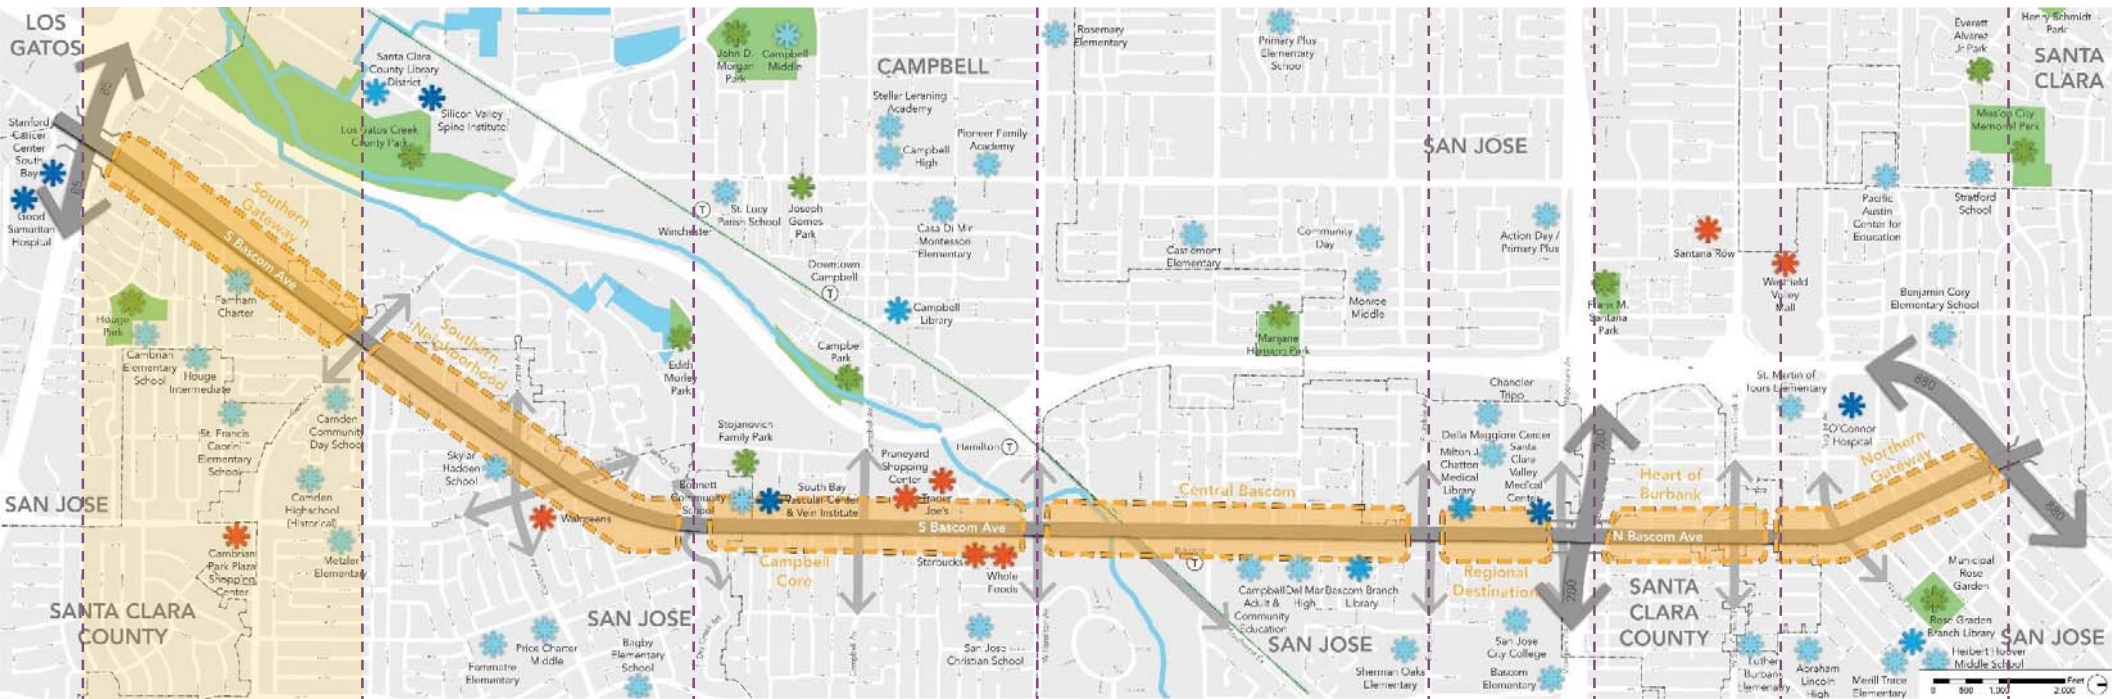 LOS
GATOS
85
85
Stanford
Cancer
Center
South
Bay
Good
Samaritan
Hospital
Southern
Gateway
S Bascom Ave
Houge
Park
Farnham
Charter
Cambrian
Elementary
School
Houge
Intermediate
St. Francis
Elementary
School
Camden
Community
Day School
Camden
Highschool
(Historical)
Metzler
Elementary
SAN JOSE
Cambrian
Park Plaza
Shopping
Center
SANTA CLARA
COUNTY
Santa Clara
County Library
District
Silicon Valley
Spine Institute
Los Gatos Creek
County Park
Southern
Neighborhood
Skylar
Hadden
School
Walgreens
Union Av
Price Charter
Middle
Fammatre
Elementary
SAN JOSE
Bagby
Elementary
School
John D.
Morgan
Park
Campbell
Middle
CAMPBELL
Stellar Leraning
Academy
Campbell
High
Pioneer Family
Academy
St. Lucy
Parish School
Joseph
Gomes
Park
Winchester
T
Casa Di Mir
Montessori
Elementary
Downtown
Campbell
T
Campbell
Library
Edith
Morley
Park
Campbe
Park
Stojanovich
Family Park
Bennett
Community
School
South Bay
Vascular Center
& Vein Institute
Pruneyard
Shopping
Center
Trader
Joe's
Hamilton
T
S Bascom Ave
Campbell
Core
Starbucks
Whole
Foods
San Jose
Christian School
Rosemary
Elementary
Primary Plus
Elementary
School
SAN JOSE
Castlemont
Elementary
Community
Day
Monroe
Middle
Action Day /
Primary Plus
Marijane
Hamann Park
Central Bascom
T
Campbell
Adult &
Community
Education
Del Mar
High
Bascom Branch
Library
SAN JOSE
Sherman Oaks
Elementary
Chandler
Tripp
Della Maggiore Center
Milton J.
Chatton
Medical
Library
Santa
Clara
Valley
Medical
Center
Regional
Destination
San Jose
City College
Bascom
Elementary
280
280
Frank M.
Santana
Park
Santana Row
Westfield
Valley
Mall
Heart of
Burbank
N Bascom Ave
SANTA
CLARA
COUNTY
Luther
Burbank
Elementary
Everett
Alvarez
Jr Park
Henry Schmidt
Park
SANTA
CLARA
Mission City
Memorial Park
Pacific
Austin
Center for
Education
Stratford
School
Benjamin Cory
Elementary School
St. Martin of
Tours Elementary
O'Connor
Hospital
880
880
Northern
Gateway
Municipal
Rose
Garden
Rose Graden
Branch Library
SAN JOSE
Herbert Hoover
Middle School
Abraham
Lincoln
High
Merill Trace
Elementary
Feet
0 500 1,000 2,000